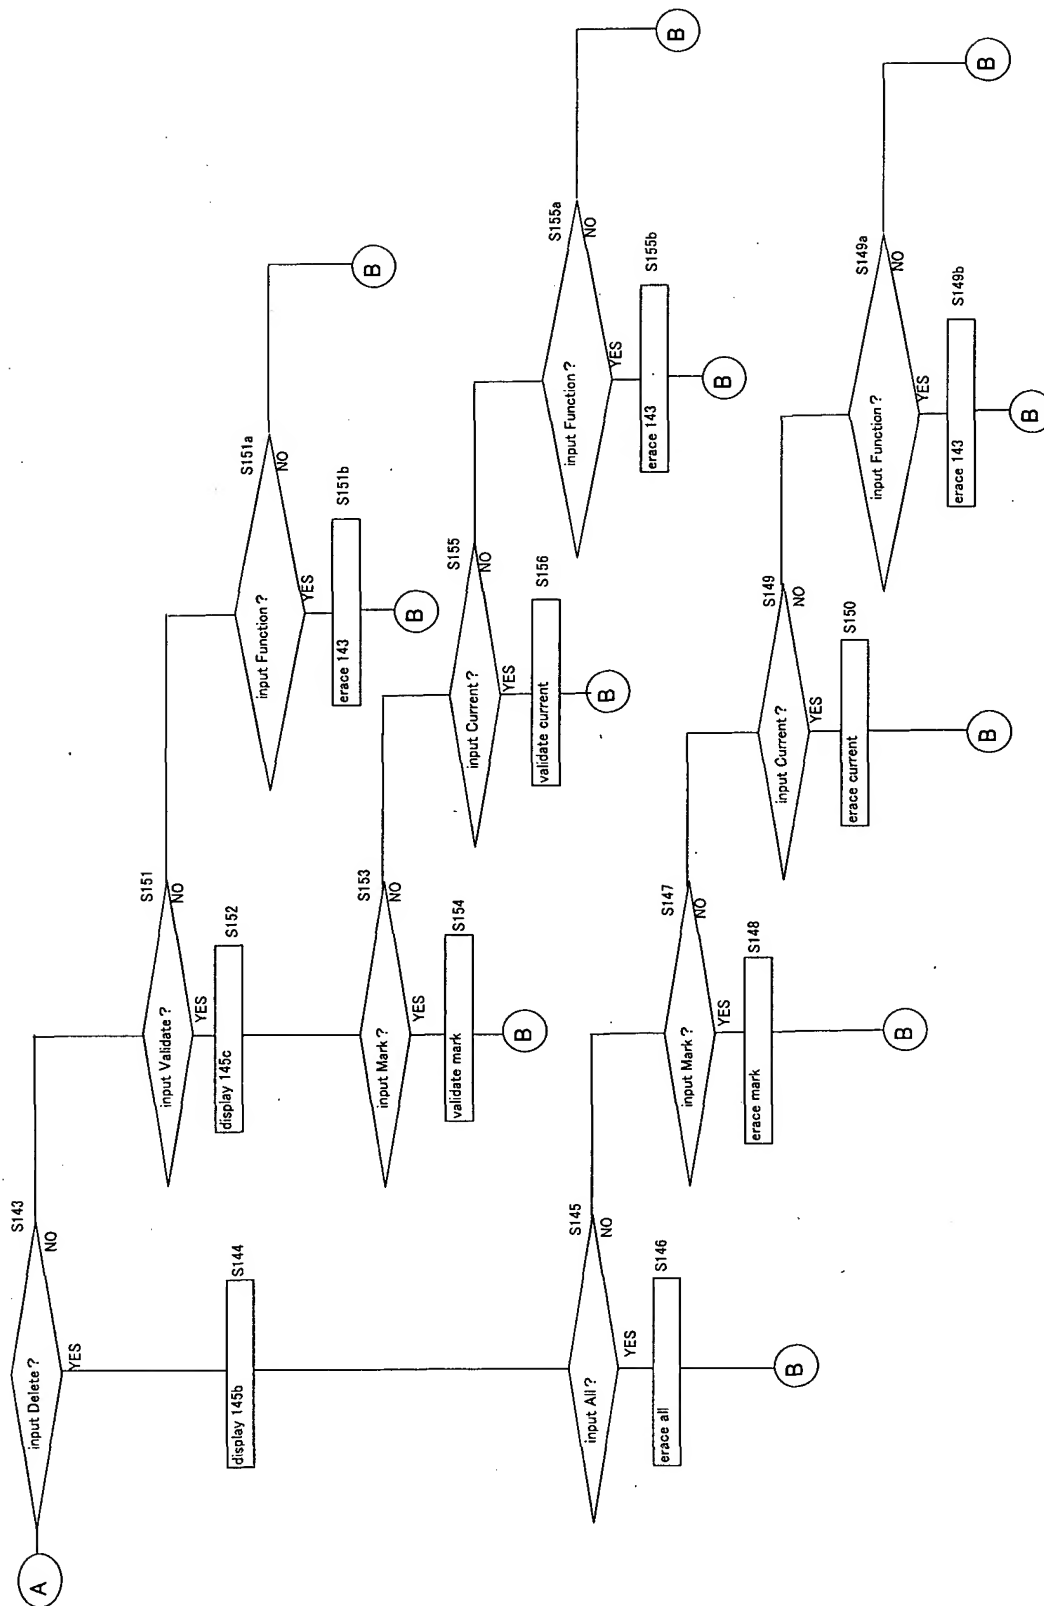 A
input Delete?
S143
NO
YES
display 145b
S144
input Validate?
S151
NO
YES
display 145c
S152
input Function?
S151a
NO
YES
erace 143
S151b
B
B
input Mark?
S153
NO
YES
validate mark
S154
B
input Current?
S155
NO
YES
validate current
S156
B
input Function?
S155a
NO
YES
erace 143
S155b
B
B
input All?
S145
NO
YES
erace all
S146
B
input Mark?
S147
NO
YES
erace mark
S148
B
input Current?
S149
NO
YES
erace current
S150
B
input Function?
S149a
NO
YES
erace 143
S149b
B
B